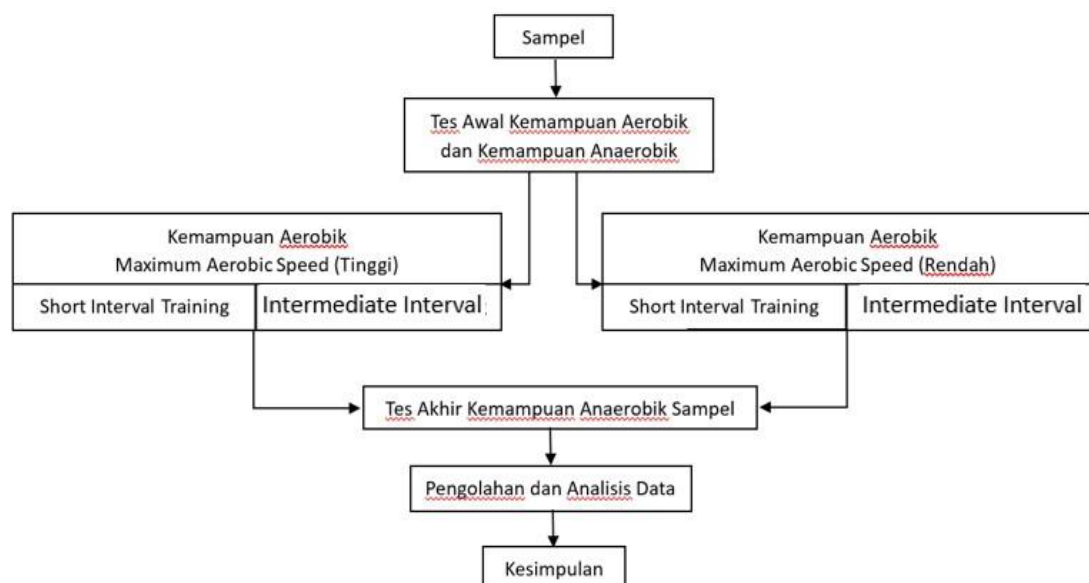 Sampel
Tes Awal Kemampuan Aerobik
dan Kemampuan Anaerobik
Kemampuan Aerobik
Maximum Aerobic Speed (Tinggi)
Short Interval Training
Intermediate Interval
Kemampuan Aerobik
Maximum Aerobic Speed (Rendah)
Short Interval Training
Intermediate Interval
Tes Akhir Kemampuan Anaerobik Sampel
Pengolahan dan Analisis Data
Kesimpulan